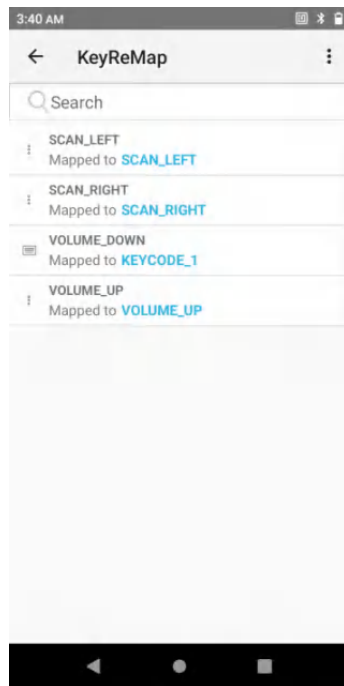 3:40 AM
KeyReMap
Search
SCAN_LEFT
Mapped to SCAN_LEFT
SCAN_RIGHT
Mapped to SCAN_RIGHT
VOLUME_DOWN
Mapped to KEYCODE_1
VOLUME_UP
Mapped to VOLUME_UP